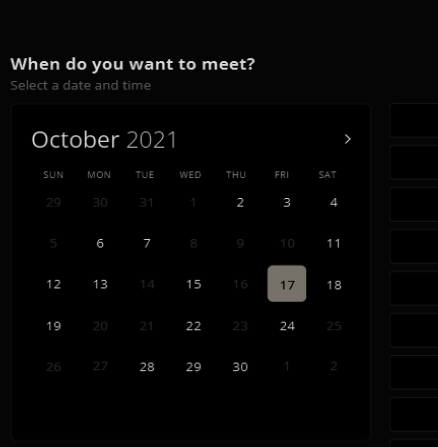 When do you want to meet?
Select a date and time
October 2021
SUN MON TUE WED THU FRI SAT
29 30 31 1 2 3 4
5 6 7 8 9 10 11
12 13 14 15 16 17 18
19 20 21 22 23 24 25
26 27 28 29 30 1 2